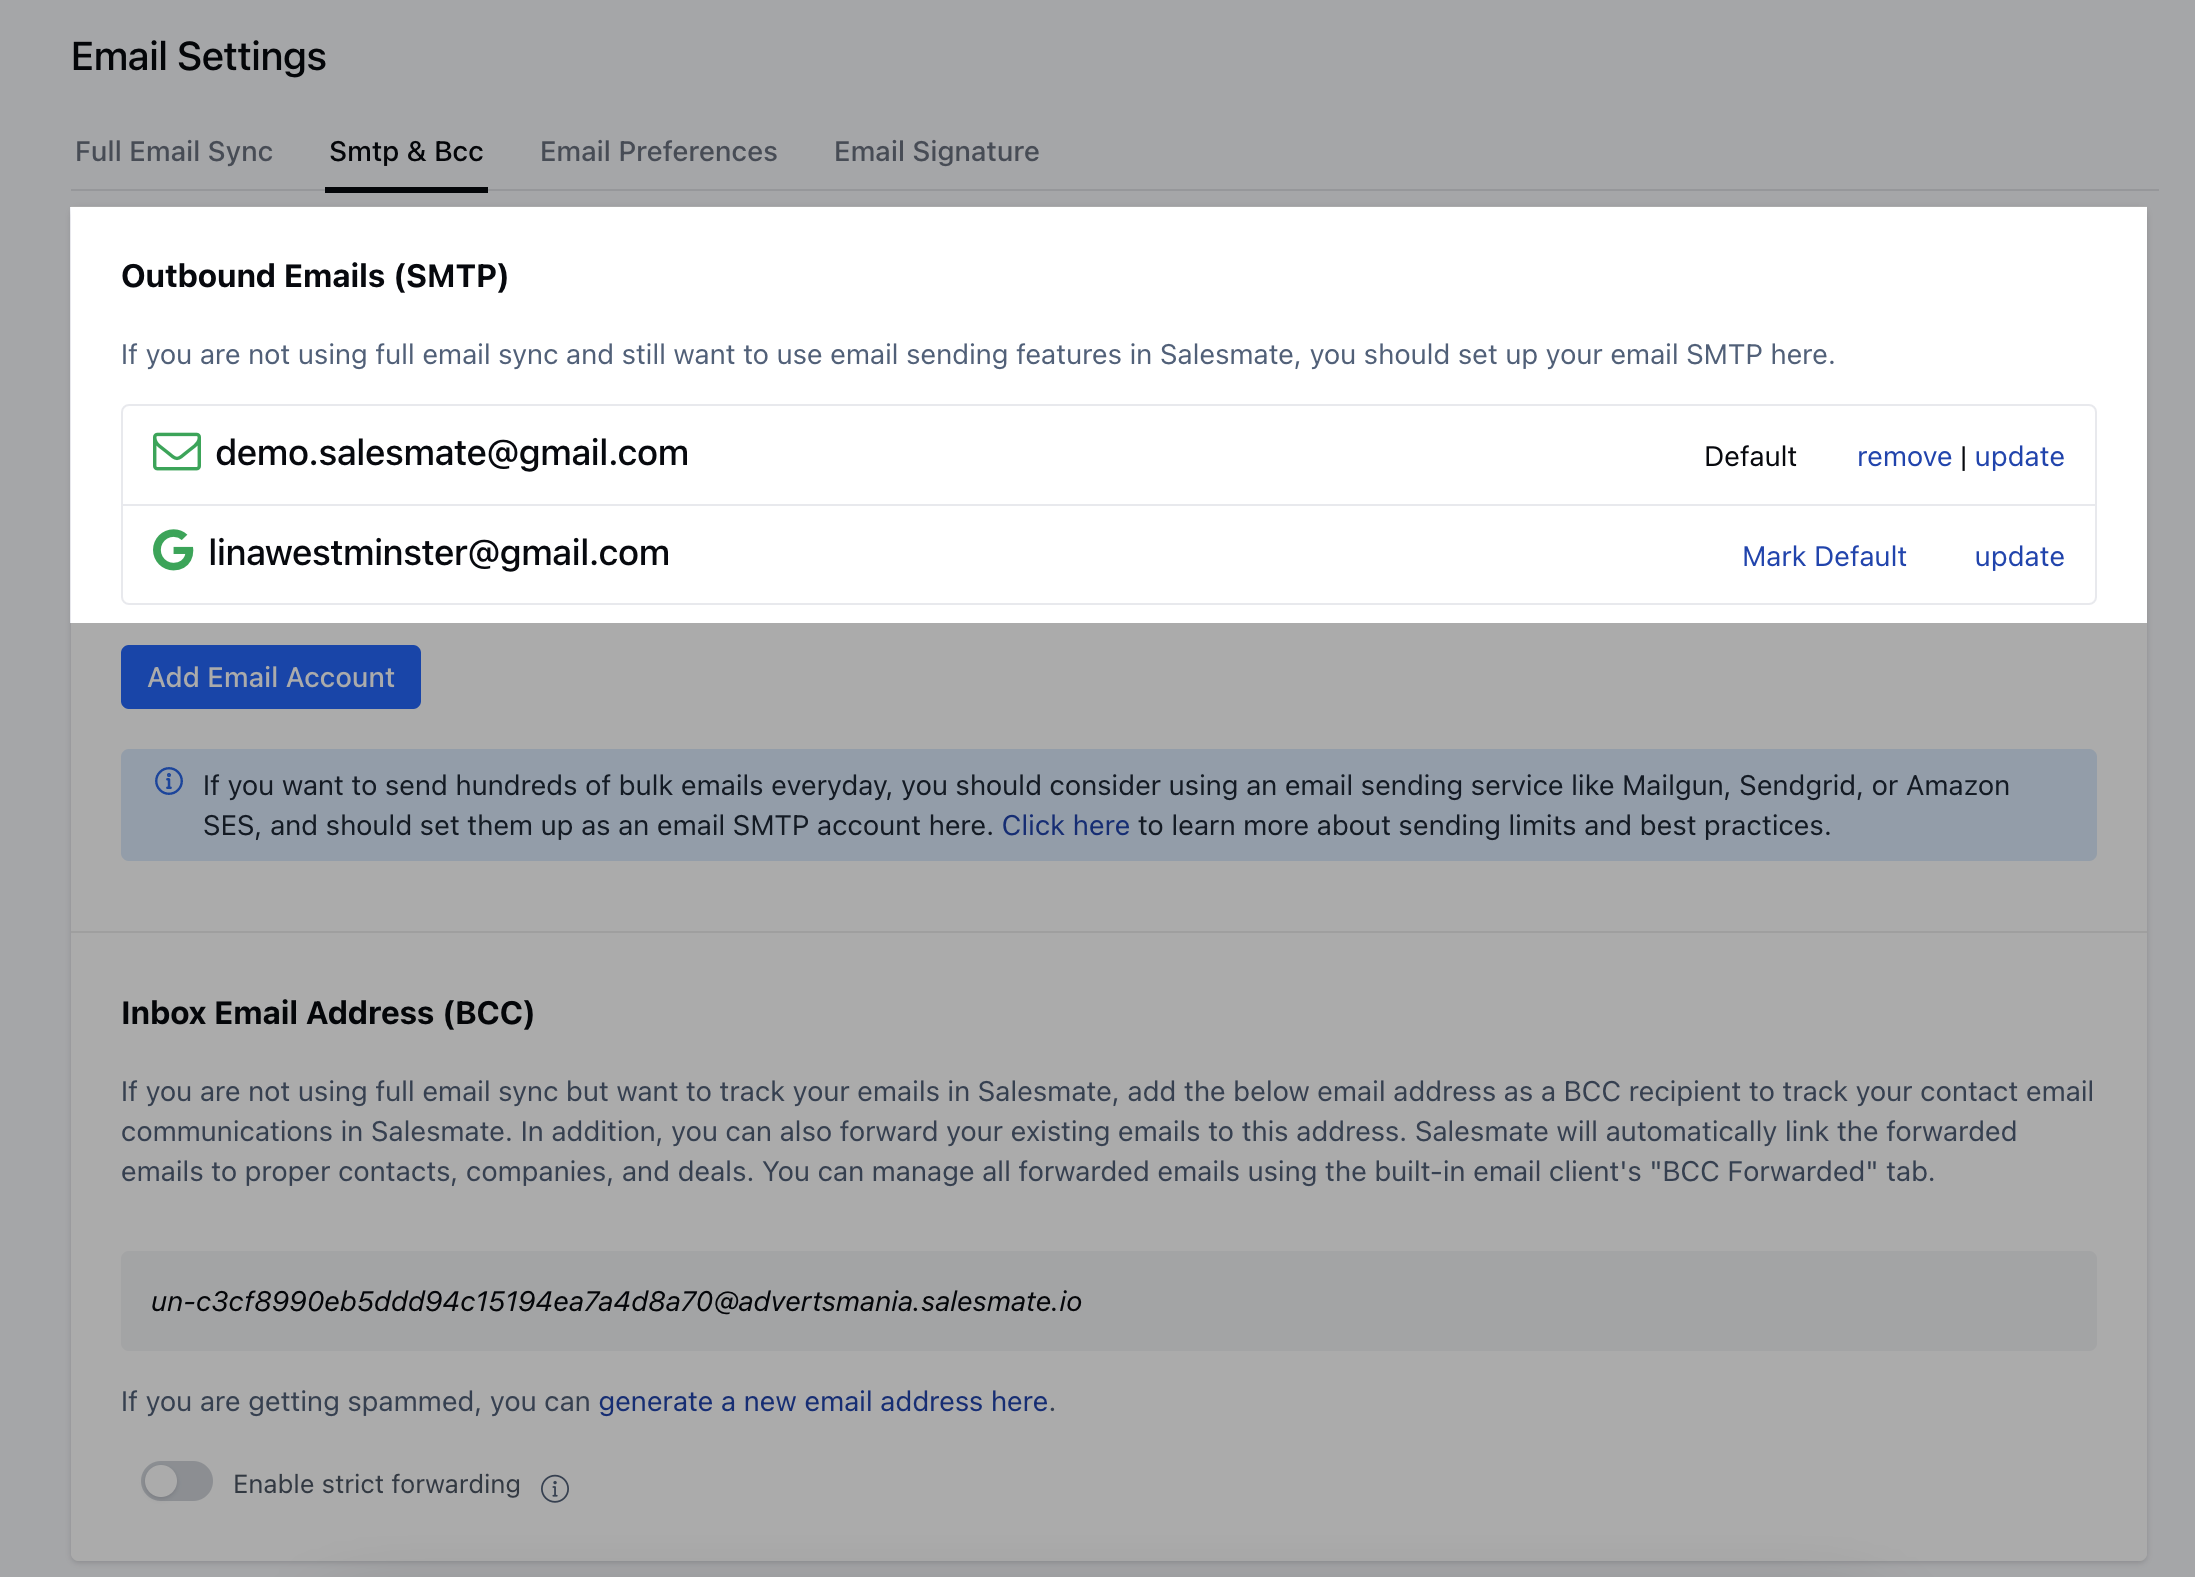 Email Settings
Full Email Sync
Smtp & Bcc
Email Preferences
Email Signature
Outbound Emails (SMTP)
If you are not using full email sync and still want to use email sending features in Salesmate, you should set up your email SMTP here.
demo.salesmate@gmail.com
Default
remove | update
linawestminster@gmail.com
Mark Default
update
Add Email Account
If you want to send hundreds of bulk emails everyday, you should consider using an email sending service like Mailgun, Sendgrid, or Amazon
SES, and should set them up as an email SMTP account here. Click here to learn more about sending limits and best practices.
Inbox Email Address (BCC)
If you are not using full email sync but want to track your emails in Salesmate, add the below email address as a BCC recipient to track your contact email
communications in Salesmate. In addition, you can also forward your existing emails to this address. Salesmate will automatically link the forwarded
emails to proper contacts, companies, and deals. You can manage all forwarded emails using the built-in email client's "BCC Forwarded" tab.
un-c3cf8990eb5ddd94c15194ea7a4d8a70@advertsmania.salesmate.io
If you are getting spammed, you can generate a new email address here.
Enable strict forwarding